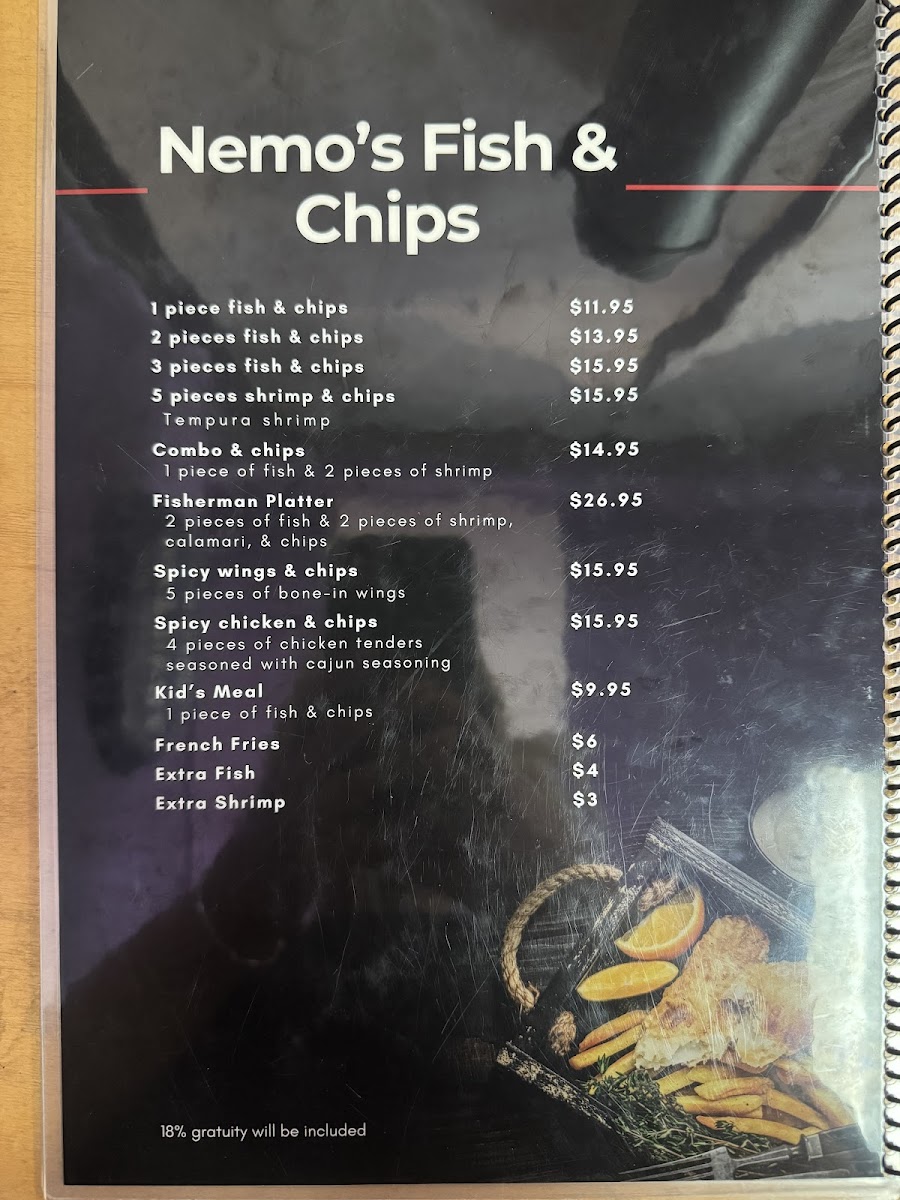 Nemo's Fish &
Chips
1 piece fish & chips $11.95
2 pieces fish & chips $13.95
3 pieces fish & chips $15.95
5 pieces shrimp & chips $15.95
Tempura shrimp
Combo & chips $14.95
1 piece of fish & 2 pieces of shrimp
Fisherman Platter $26.95
2 pieces of fish & 2 pieces of shrimp,
calamari, & chips
Spicy wings & chips $15.95
5 pieces of bone-in wings
Spicy chicken & chips $15.95
4 pieces of chicken tenders
seasoned with cajun seasoning
Kid's Meal $9.95
1 piece of fish & chips
French Fries $6
Extra Fish $4
Extra Shrimp $3
18% gratuity will be included